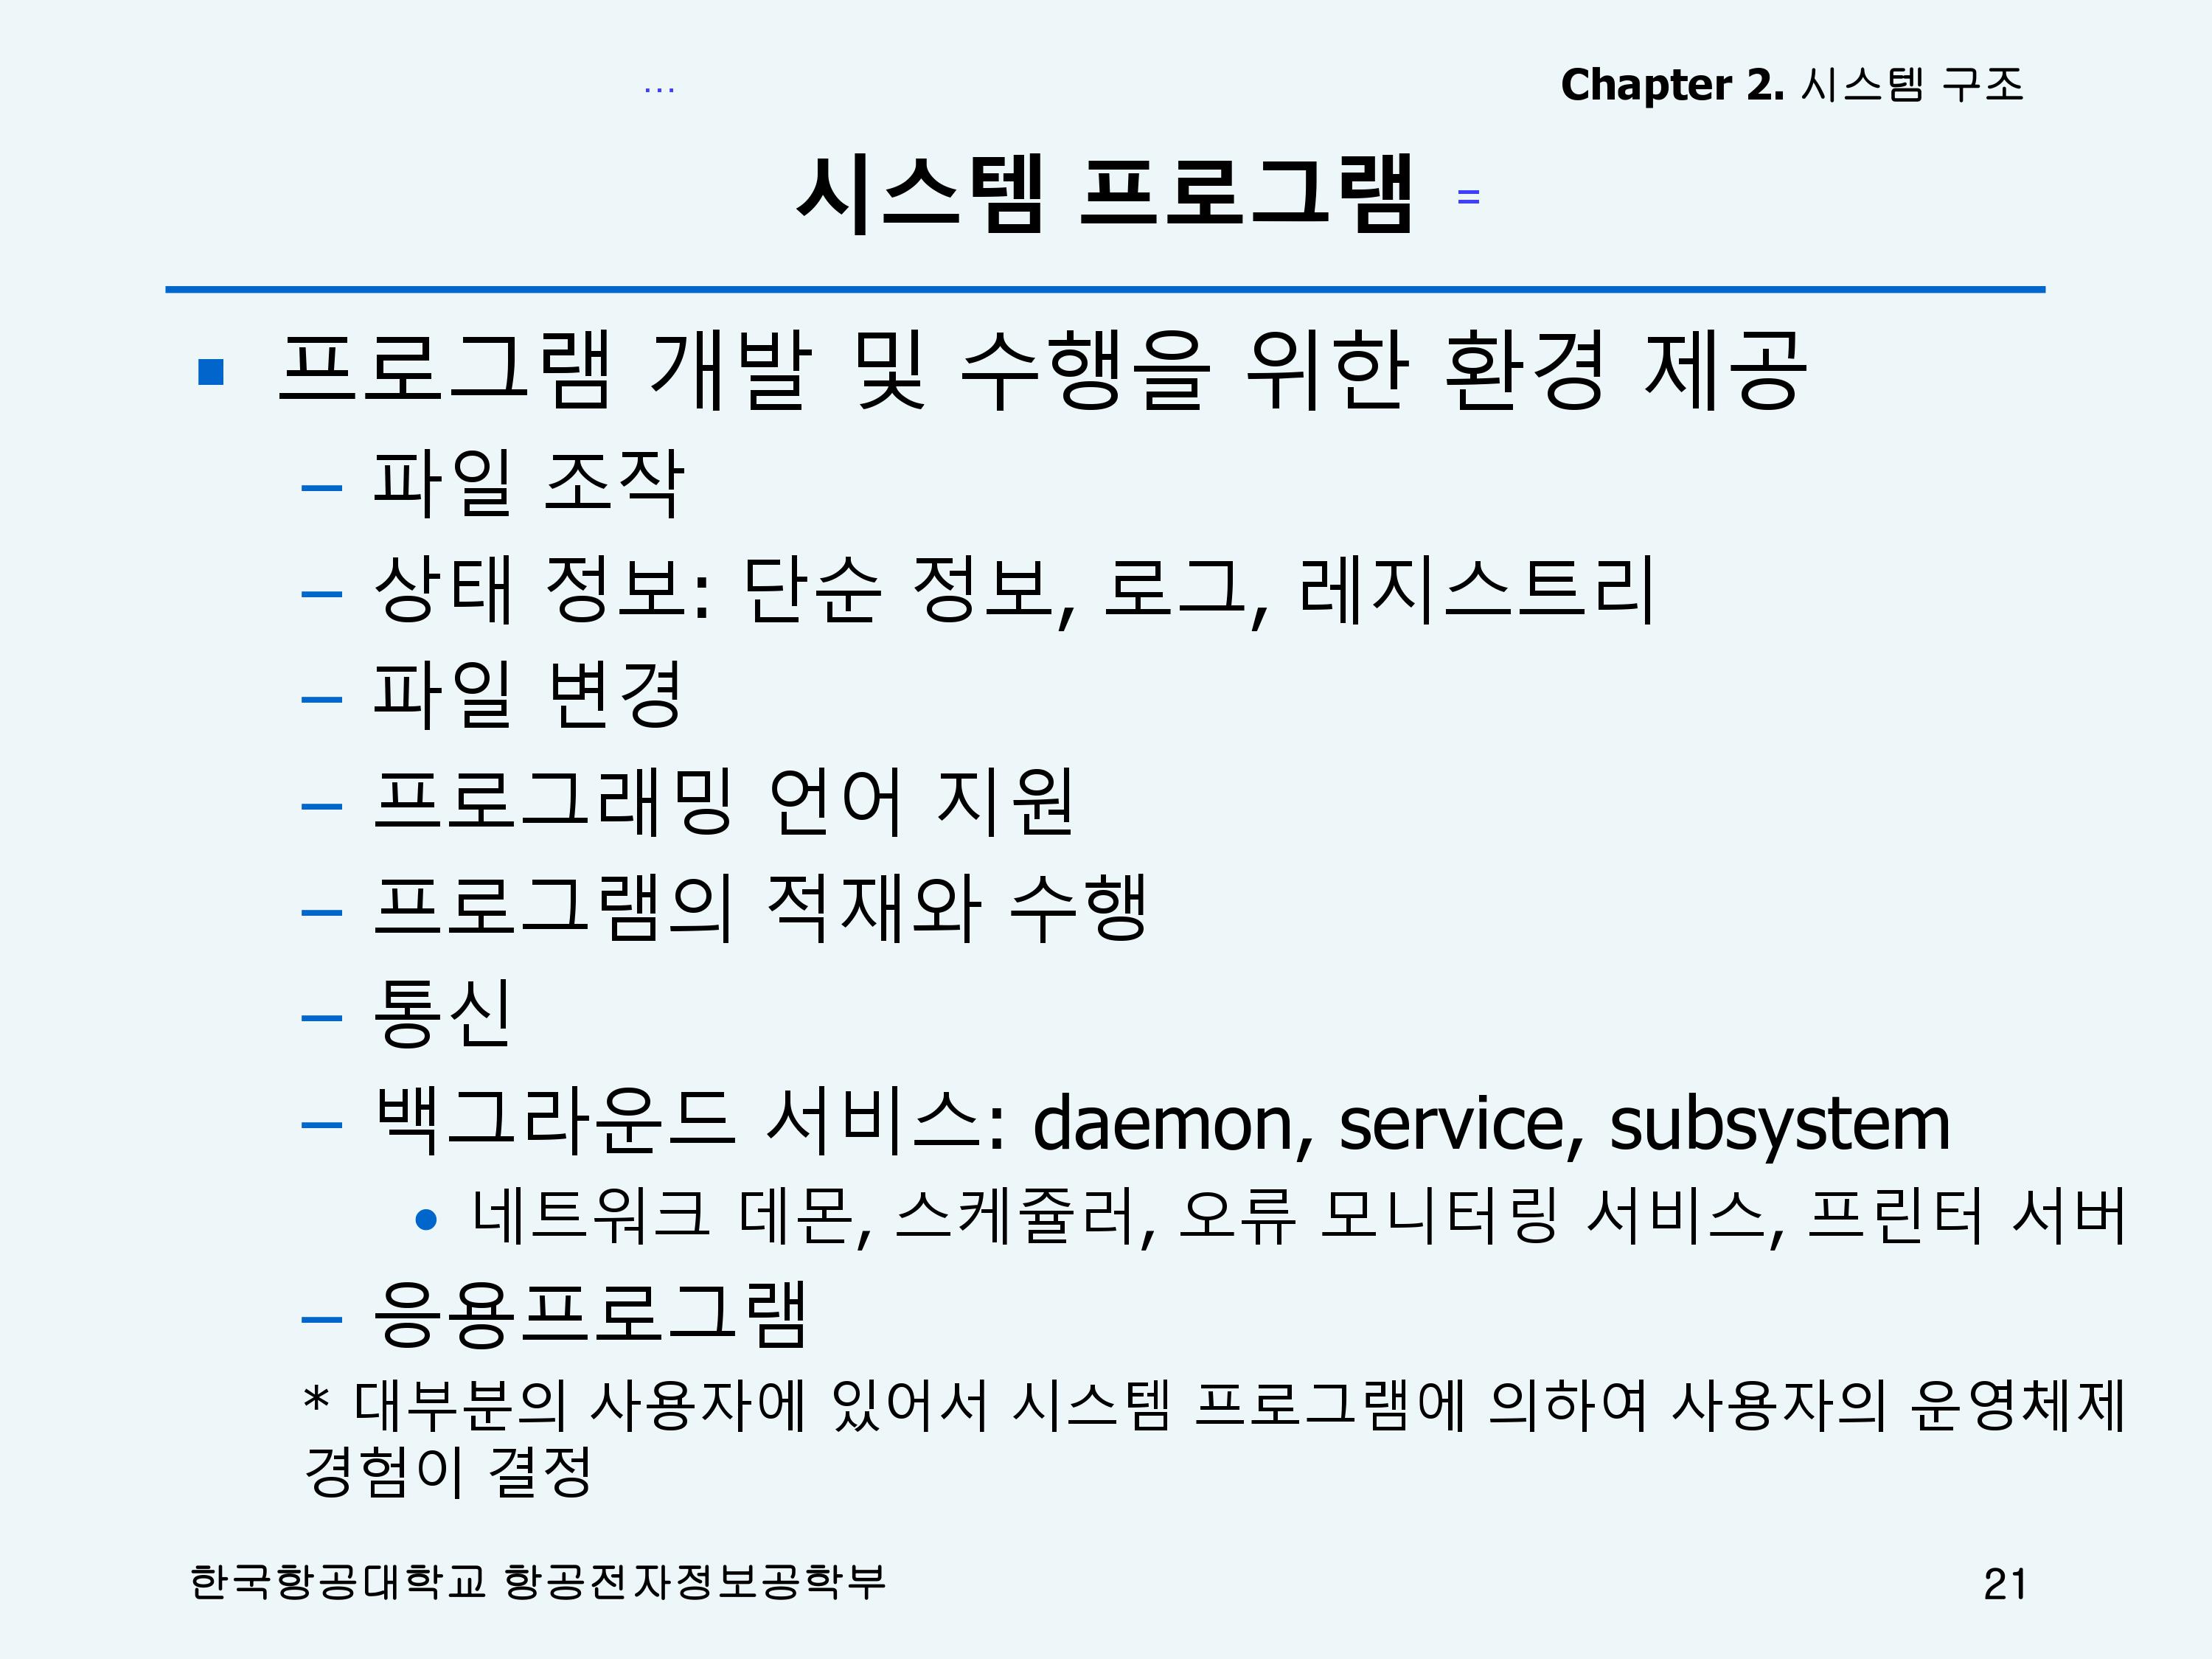 …
Chapter 2. 시스템 구조
시스템 프로그램 =
▪ 프로그램 개발 및 수행을 위한 환경 제공
– 파일 조작
– 상태 정보: 단순 정보, 로그, 레지스트리
– 파일 변경
– 프로그래밍 언어 지원
– 프로그램의 적재와 수행
– 통신
– 백그라운드 서비스: daemon, service, subsystem
• 네트워크 데몬, 스케쥴러, 오류 모니터링 서비스, 프린터 서버
– 응용프로그램
* 대부분의 사용자에 있어서 시스템 프로그램에 의하여 사용자의 운영체제
경험이 결정
한국항공대학교 항공전자정보공학부
21